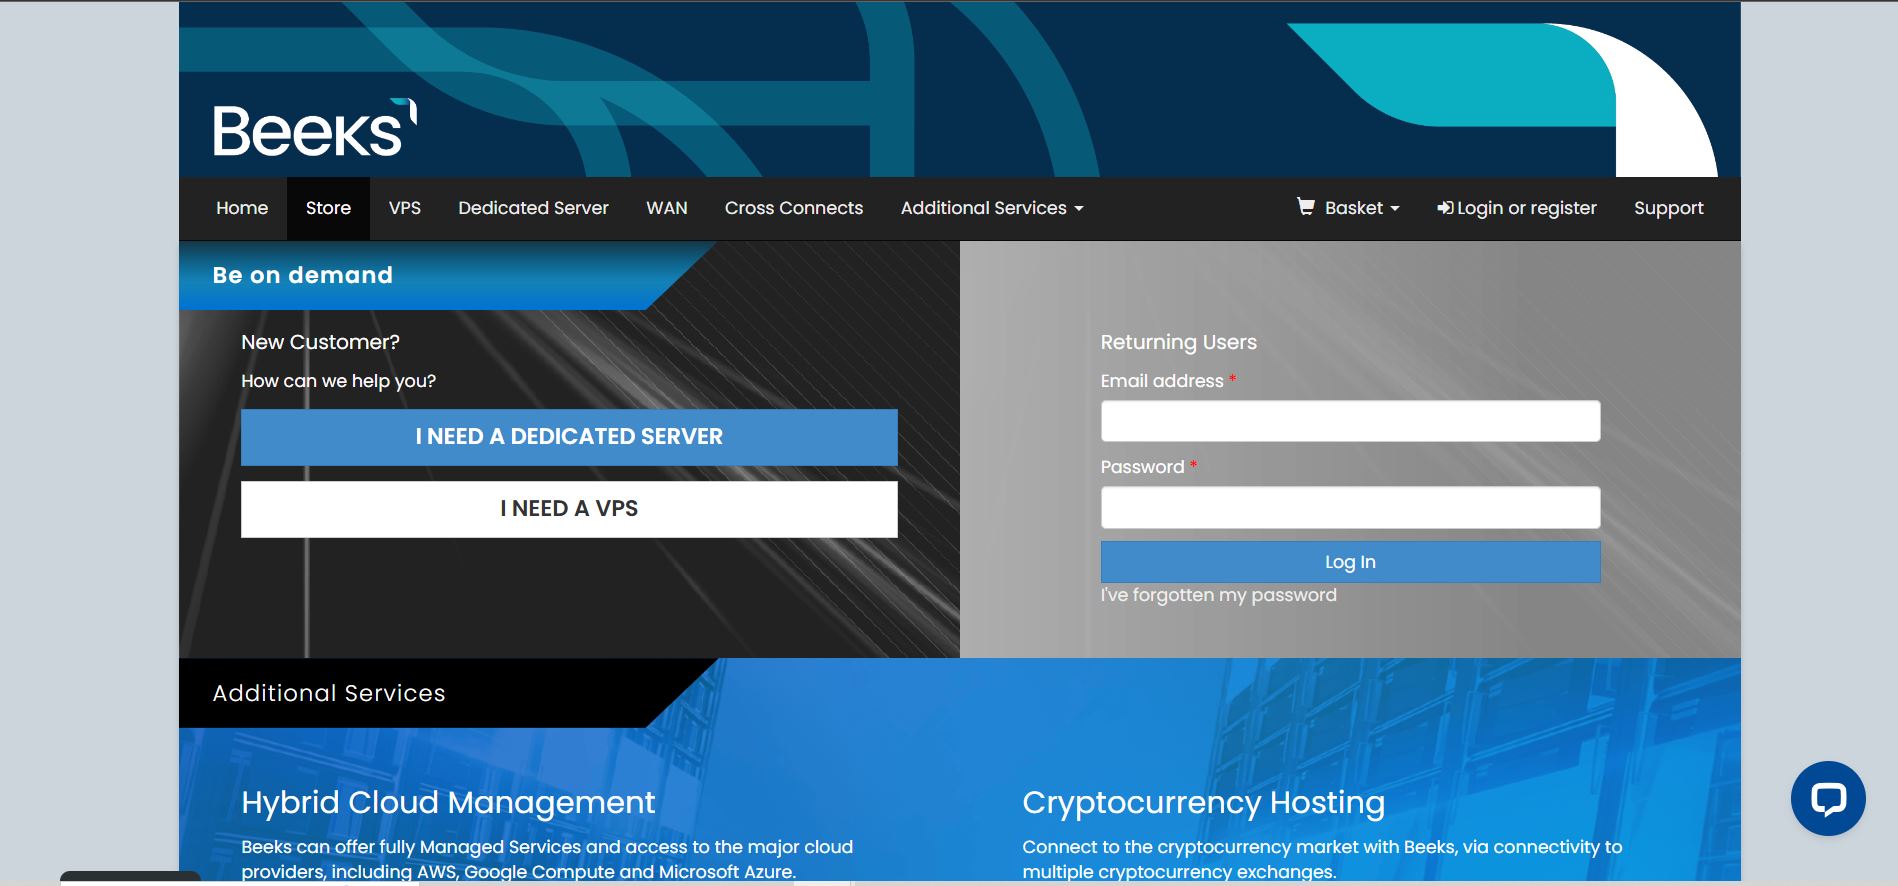 Beeks
Home Store VPS Dedicated Server WAN Cross Connects Additional Services Basket Login or register Support
Be on demand
New Customer?
How can we help you?
I NEED A DEDICATED SERVER
I NEED A VPS
Returning Users
Email address *
Password *
Log In
I've forgotten my password
Additional Services
Hybrid Cloud Management
Beeks can offer fully Managed Services and access to the major cloud
providers, including AWS, Google Compute and Microsoft Azure.
Cryptocurrency Hosting
Connect to the cryptocurrency market with Beeks, via connectivity to
multiple cryptocurrency exchanges.